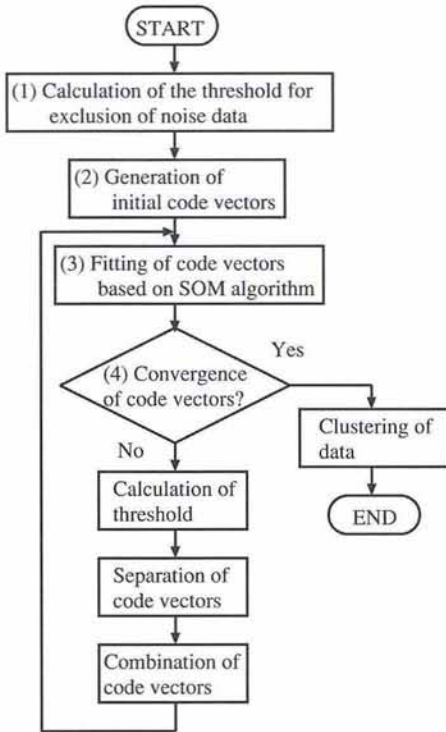 START
(1) Calculation of the threshold for
exclusion of noise data
(2) Generation of
initial code vectors
(3) Fitting of code vectors
based on SOM algorithm
Yes
(4) Convergence
of code vectors?
No
Clustering of
data
Calculation of
threshold
END
Separation of
code vectors
Combination of
code vectors